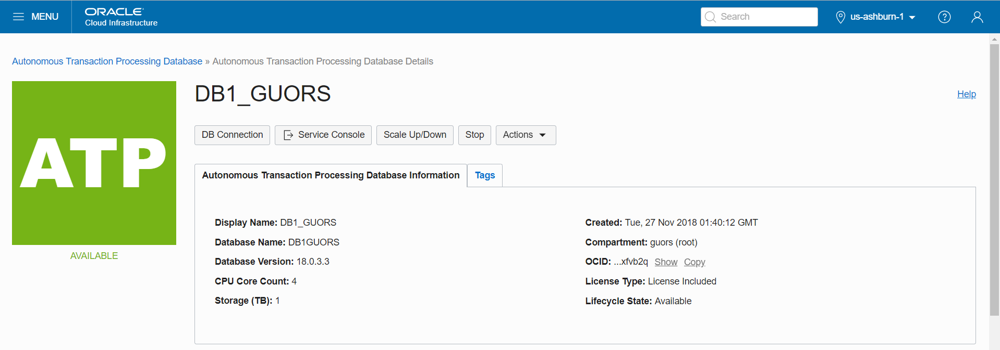 MENU
ORACLE
Cloud Infrastructure
Search
us-ashburn-1
?
Autonomous Transaction Processing Database » Autonomous Transaction Processing Database Details
ATP
AVAILABLE
DB1_GUORS
Help
DB Connection
Service Console
Scale Up/Down
Stop
Actions
Autonomous Transaction Processing Database Information
Tags
Display Name: DB1_GUORS
Database Name: DB1GUORS
Database Version: 18.0.3.3
CPU Core Count: 4
Storage (TB): 1
Created: Tue, 27 Nov 2018 01:40:12 GMT
Compartment: guors (root)
OCID: ...xfvb2q Show Copy
License Type: License Included
Lifecycle State: Available